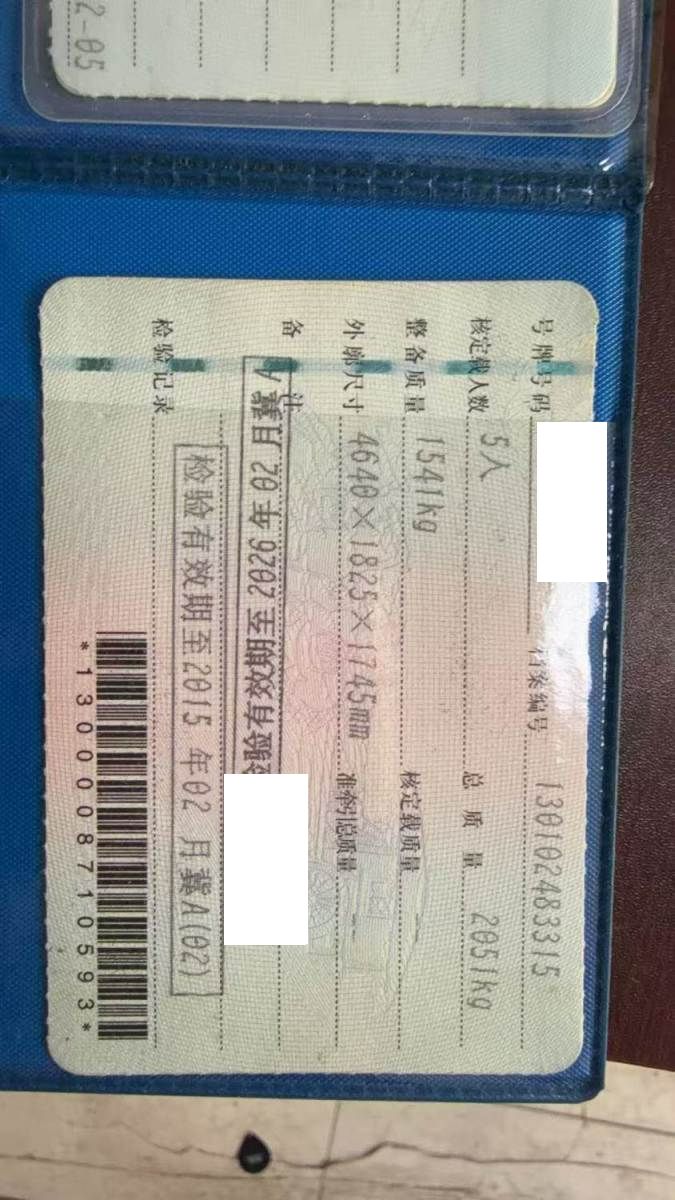 2-05
号牌号码 档案编号 130102483315
核定载人数 5人 总质量 2051kg
整备质量 1541kg 核定载质量 --
外廓尺寸 4640×1825×1745mm 准牵引总质量 --
备注
检验有效期至2026年02月冀A
检验记录 检验有效期至2015年02月冀A(02)
*1300008710593*